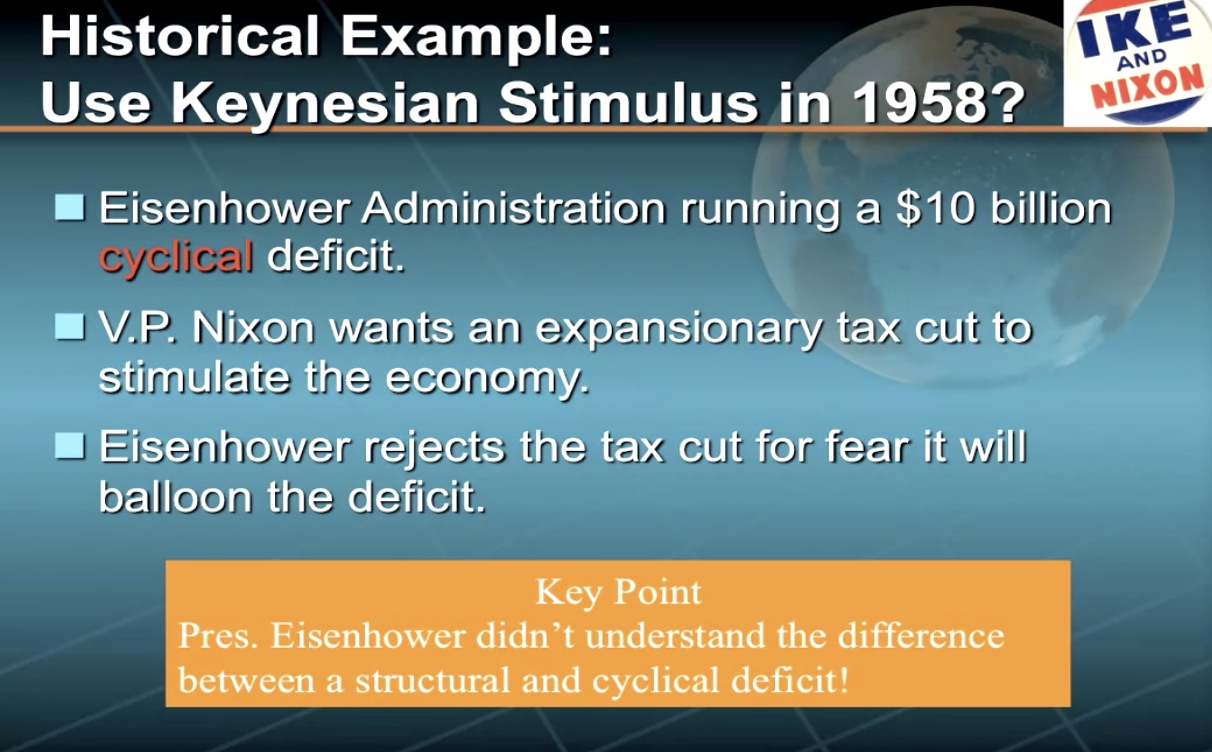 Historical Example:
Use Keynesian Stimulus in 1958?
IKE
AND
NIXON
Eisenhower Administration running a $10 billion
cyclical deficit.
V.P. Nixon wants an expansionary tax cut to
stimulate the economy.
Eisenhower rejects the tax cut for fear it will
balloon the deficit.
Key Point
Pres. Eisenhower didn't understand the difference
between a structural and cyclical deficit!